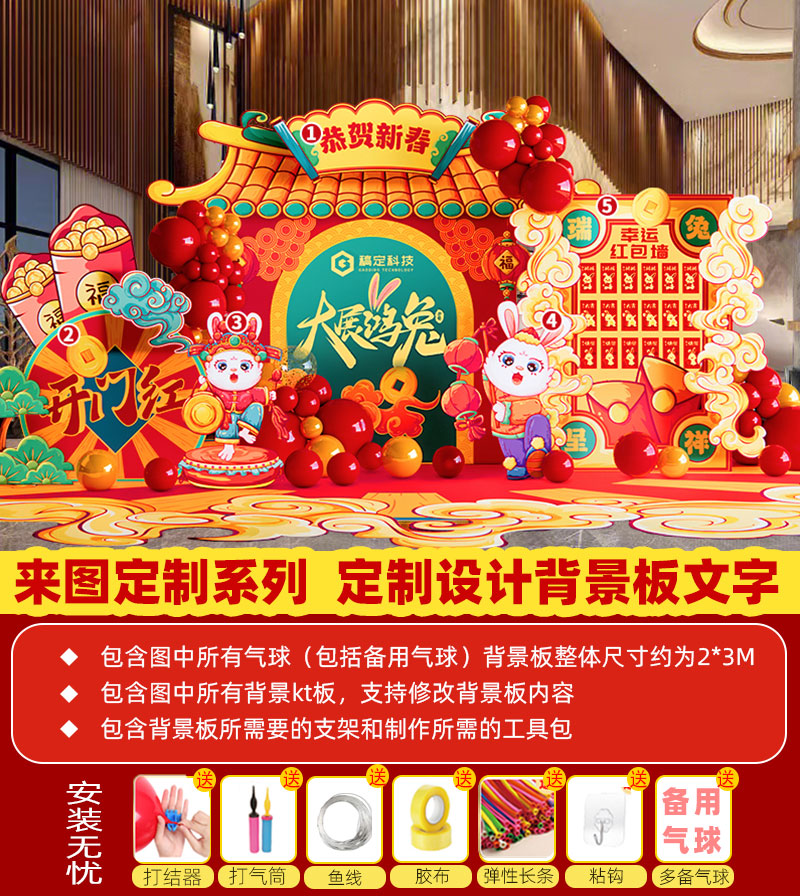 1 恭贺新春
稿定科技
GAODING TECHNOLOGY
大展鸿兔
福
福
2
开门红
3
4
5
瑞 兔
幸运
红包墙
呈 祥
来图定制系列 定制设计背景板文字
◆ 包含图中所有气球（包括备用气球）背景板整体尺寸约为2*3M
◆ 包含图中所有背景kt板，支持修改背景板内容
◆ 包含背景板所需要的支架和制作所需的工具包
安装无忧
送 送 送 送 送 送 送
备用
气球
打结器 打气筒 鱼线 胶布 弹性长条 粘钩 多备气球